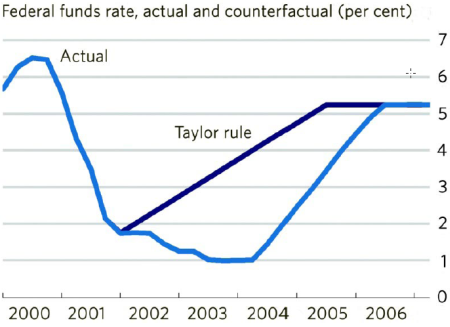 Federal funds rate, actual and counterfactual (per cent)
7
Actual
6
5
Taylor rule
4
3
2
1
0
2000 2001 2002 2003 2004 2005 2006